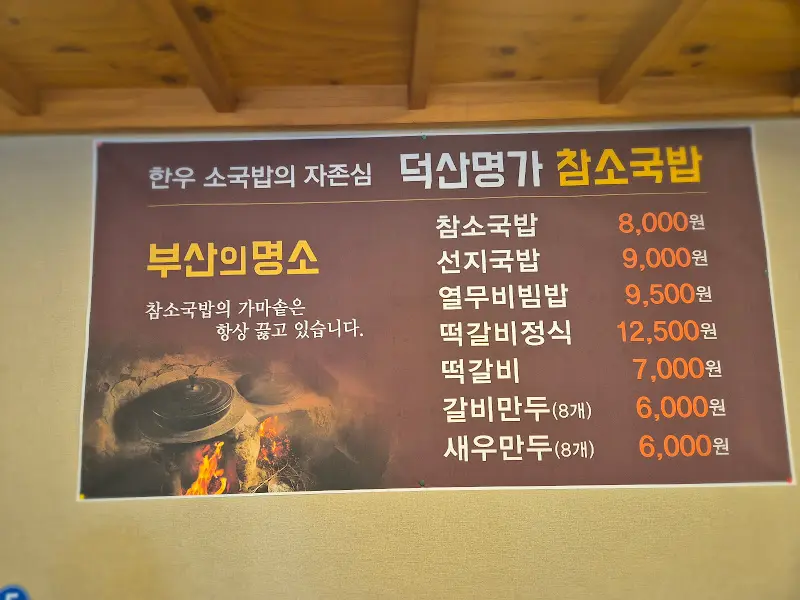 한우 소국밥의 자존심 덕산명가 참소국밥
부산의명소
참소국밥의 가마솥은
항상 끓고 있습니다.
참소국밥 8,000원
선지국밥 9,000원
열무비빔밥 9,500원
떡갈비정식 12,500원
떡갈비 7,000원
갈비만두(8개) 6,000원
새우만두(8개) 6,000원